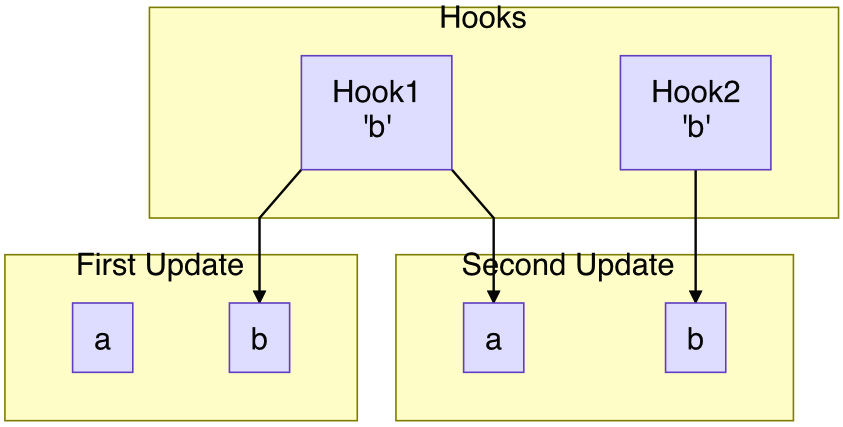 Hooks
Hook1
'b'
Hook2
'b'
First Update
a
b
Second Update
a
b